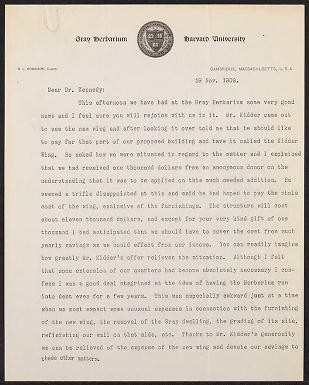 Gray Herbarium Harvard University
B. L. ROBINSON, Curator. CAMBRIDGE, MASSACHUSETTS, U.S.A.
19 Nov. 1909.
Dear Dr. Kennedy:
This afternoon we have had at the Gray Herbarium some very good
news and I feel sure you will rejoice with us in it. Mr. Kidder came out
to see the new wing and after looking it over told me that he should like
to pay for that part of our proposed building and have it called the Kidder
Wing. He asked how we were situated in regard to the matter and I explained
that we had received one thousand dollars from an anonymous donor on the
understanding that it was to be applied on this much needed addition. He
seemed a trifle disappointed at this and said he had hoped to pay the whole
cost of the wing, exclusive of the furnishings. The structure will cost
about eleven thousand dollars, and except for your very kind gift of one
thousand I had anticipated that we should have to cover the cost from such
yearly savings as we could effect from our income. You can readily imagine
how greatly Mr. Kidder's offer relieves the situation. Although I felt
that some extension of our quarters had become absolutely necessary I con-
fess I was a good deal chagrined at the idea of having the Herbarium run
into debt even for a few years. This was especially awkward just at a time
when we must expect some unusual expenses in connection with the furnishing
of the new wing, the removal of the Gray dwelling, the grading of its site,
refinishing our wall on that side, etc. Thanks to Mr. Kidder's generosity
we can be relieved of the expense of the wing and devote our savings to
these other matters.